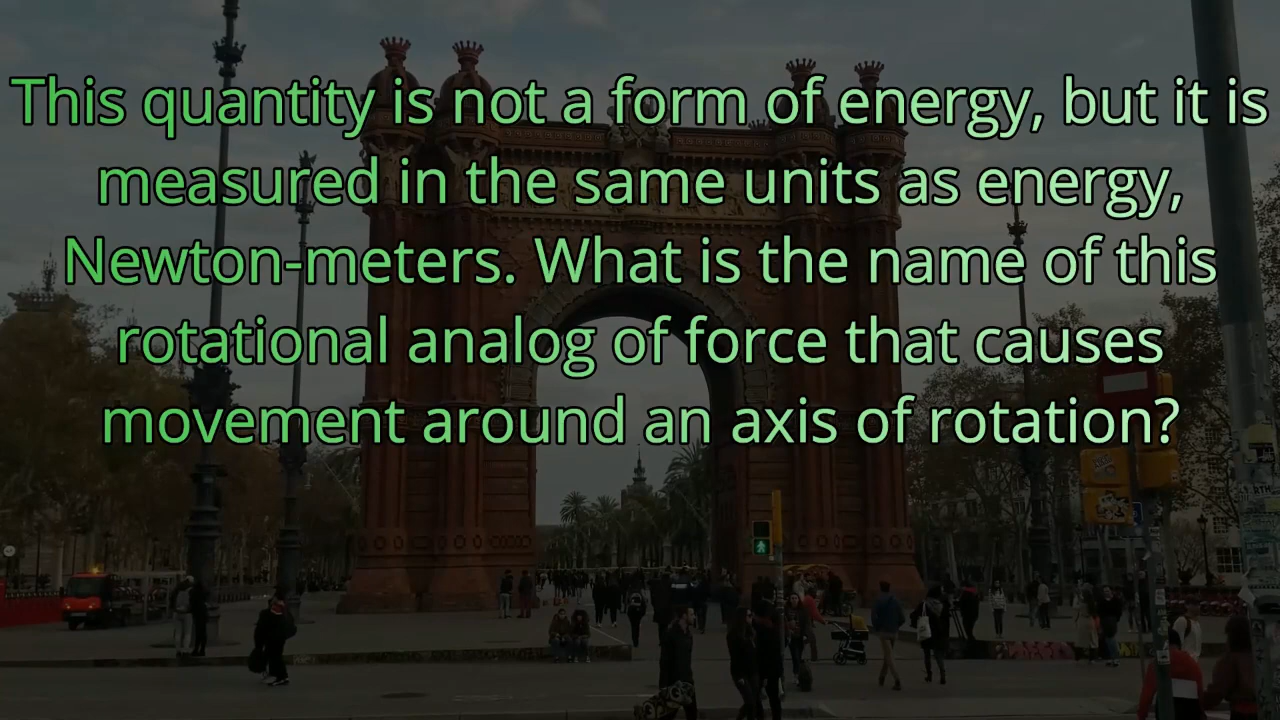 This quantity is not a form of energy, but it is
measured in the same units as energy,
Newton-meters. What is the name of this
rotational analog of force that causes
movement around an axis of rotation?